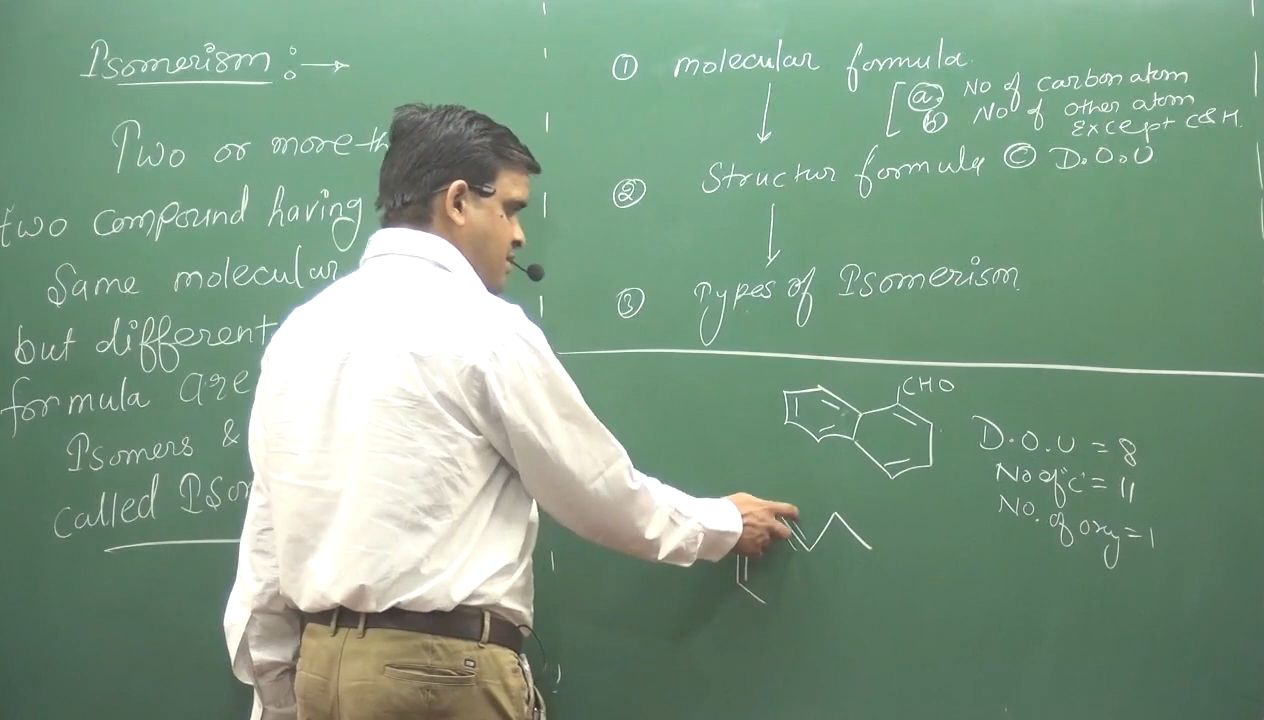 Isomerism :→
Two or more th
two compound having
Same molecular
but different
formula are
Isomers &
called Isom
① molecular formula.
[ⓐ No of carbon atom
ⓑ No of other atom
Except C&H.
② Structur formula ⓒ D.O.U
③ Types of Isomerism
CHO
D.O.U = 8
No of "C" = 11
No. of oxy = 1